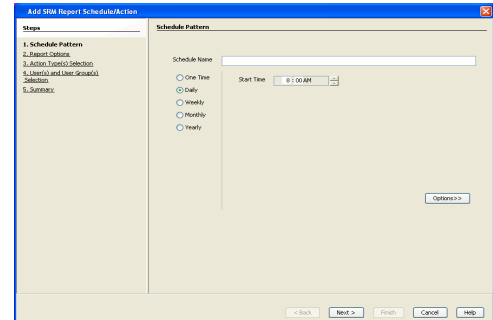 Add SRM Report Schedule/Action
Steps
1. Schedule Pattern
2. Report Options
3. Action Type(s) Selection
4. User(s) and User Group(s)
Selection
5. Summary
Schedule Pattern
Schedule Name
One Time
Start Time
8 : 00 AM
Daily
Weekly
Monthly
Yearly
Options>>
< Back
Next >
Finish
Cancel
Help